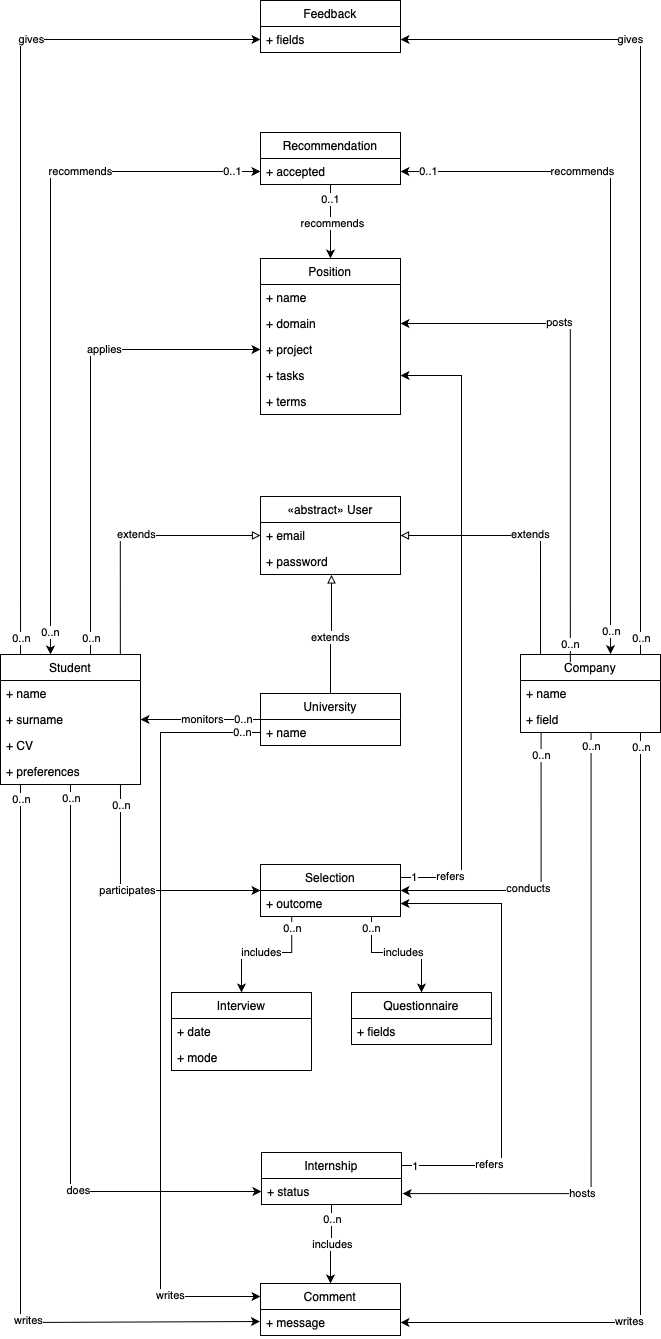 Feedback
gives
+ fields
gives
Recommendation
recommends
0..1
+ accepted
0..1
recommends
0..1
recommends
Position
+ name
+ domain
posts
applies
+ project
+ tasks
+ terms
«abstract» User
extends
+ email
extends
+ password
extends
0..n
0..n
0..n
0..n
0..n
0..n
Student
Company
+ name
+ name
+ surname
+ field
+ CV
+ preferences
University
monitors
0..n
+ name
0..n
0..n
0..n
0..n
0..n
0..n
0..n
Selection
1
refers
participates
conducts
+ outcome
0..n
0..n
includes
includes
Interview
Questionnaire
+ date
+ fields
+ mode
Internship
1
refers
does
+ status
hosts
0..n
includes
writes
Comment
writes
+ message
writes